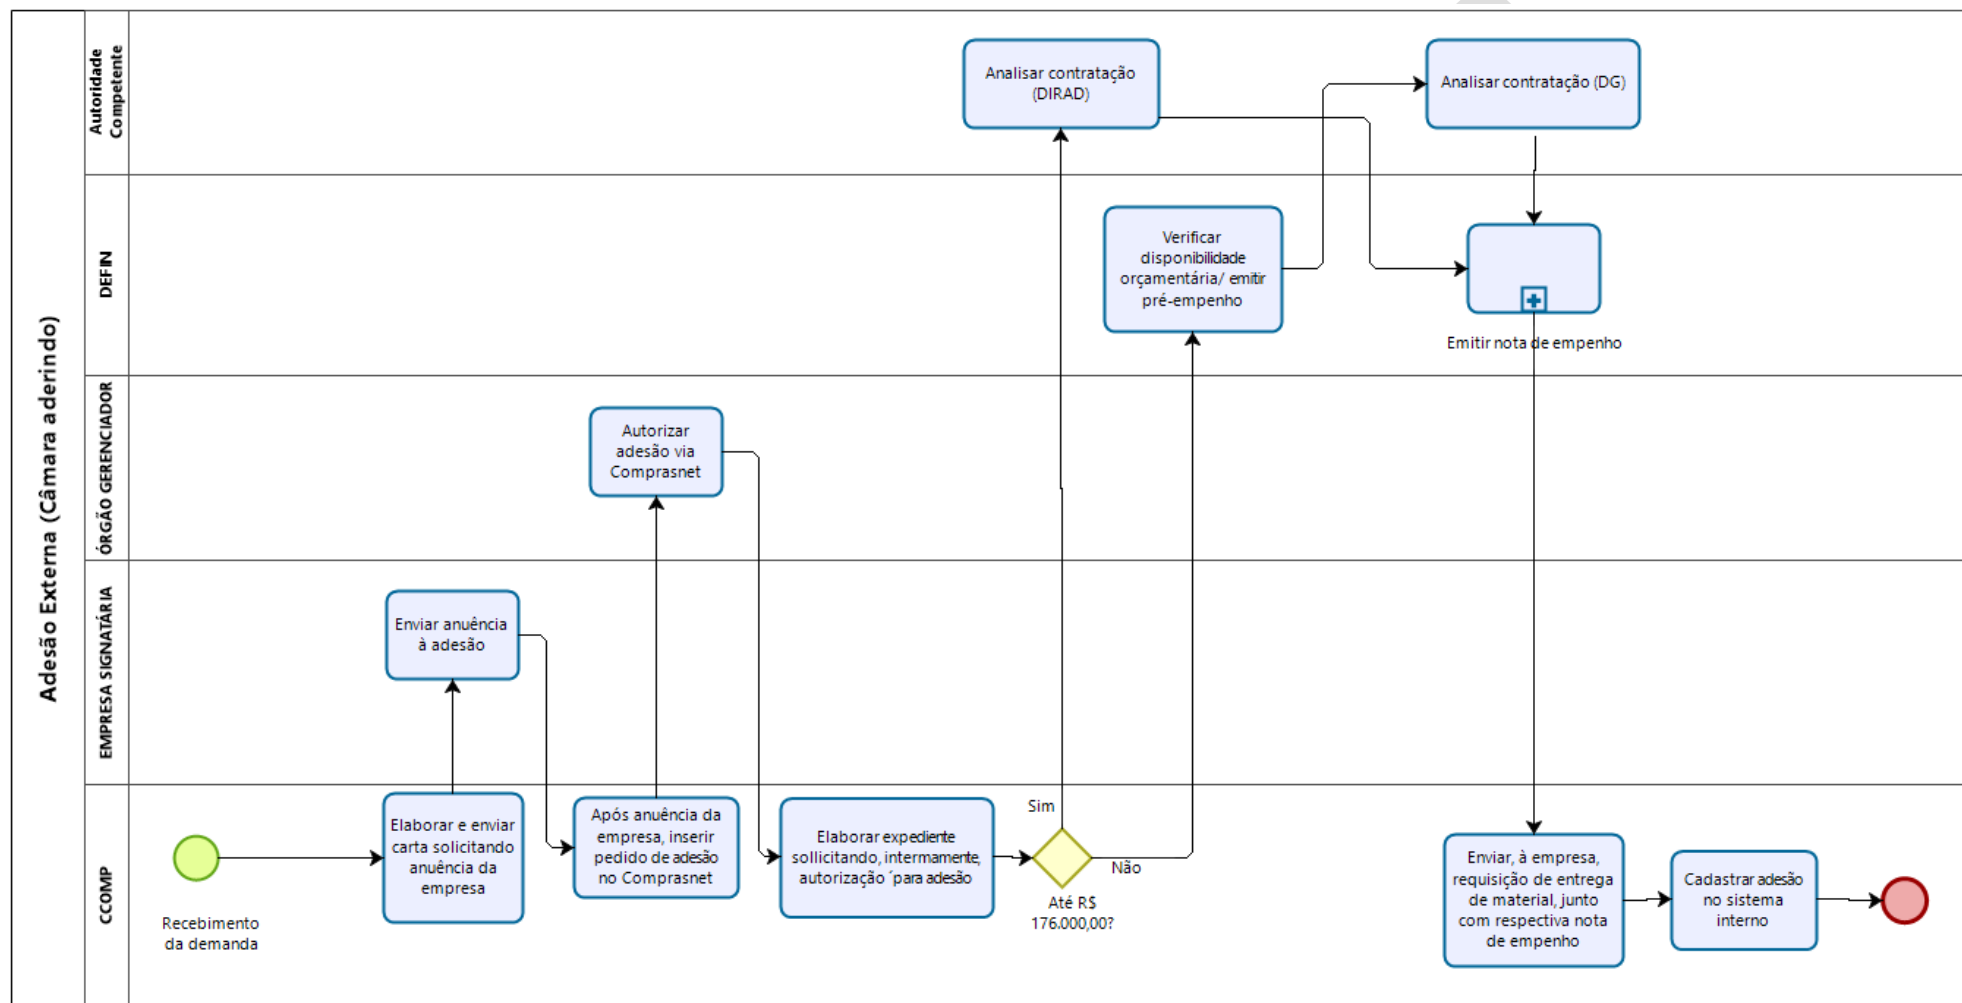 Adesão Externa (Câmara aderindo)
Autoridade
Competente
Analisar contratação
(DIRAD)
Analisar contratação (DG)
DEFIN
Verificar
disponibilidade
orçamentária/ emitir
pré-empenho
Emitir nota de empenho
ÓRGÃO GERENCIADOR
Autorizar
adesão via
Comprasnet
EMPRESA SIGNATÁRIA
Enviar anuência
à adesão
CCOMP
Recebimento
da demanda
Elaborar e enviar
carta solicitando
anuência da
empresa
Após anuência da
empresa, inserir
pedido de adesão
no Comprasnet
Elaborar expediente
sollicitando, intermamente,
autorização ´para adesão
Sim
Não
Até R$
176.000,00?
Enviar, à empresa,
requisição de entrega
de material, junto
com respectiva nota
de empenho
Cadastrar adesão
no sistema
interno